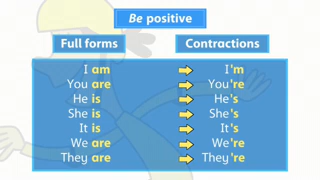 Be positive
Full forms Contractions
I am ⇨ I'm
You are ⇨ You're
He is ⇨ He's
She is ⇨ She's
It is ⇨ It's
We are ⇨ We're
They are ⇨ They're